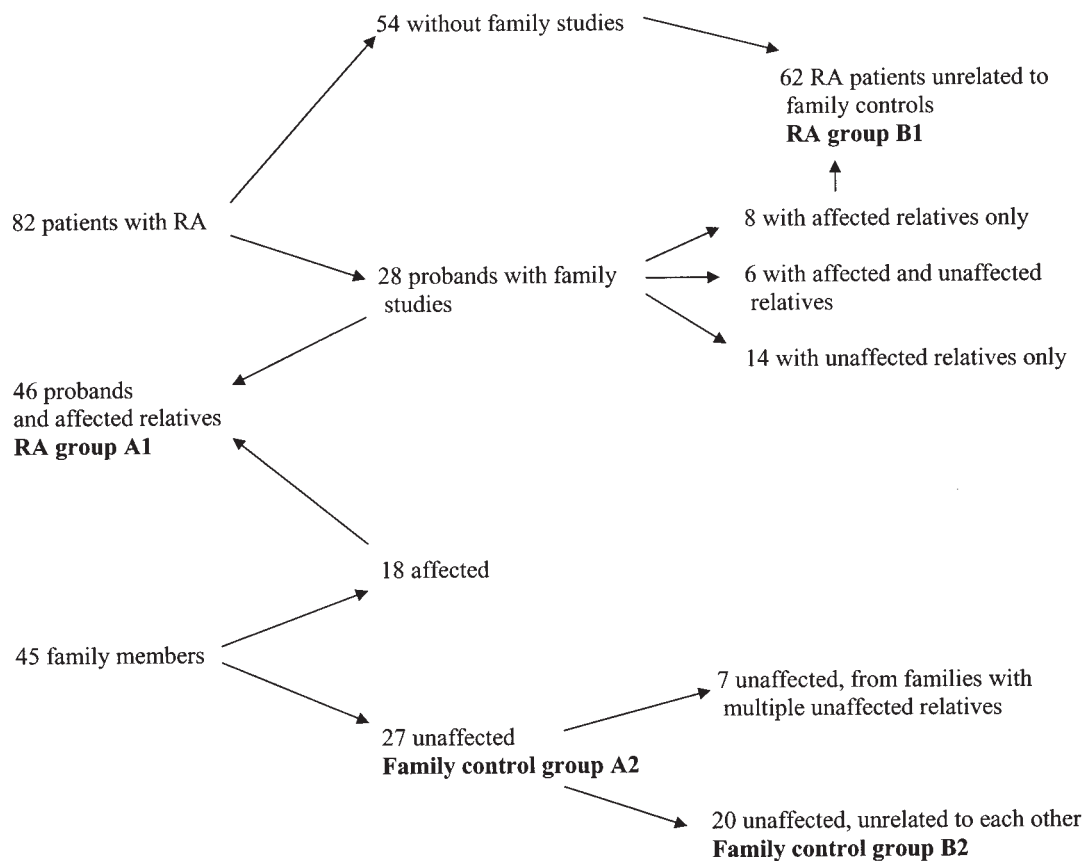 54 without family studies
62 RA patients unrelated to
family controls
RA group B1
82 patients with RA
8 with affected relatives only
28 probands with family
studies
6 with affected and unaffected
relatives
14 with unaffected relatives only
46 probands
and affected relatives
RA group A1
18 affected
45 family members
7 unaffected, from families with
multiple unaffected relatives
27 unaffected
Family control group A2
20 unaffected, unrelated to each other
Family control group B2